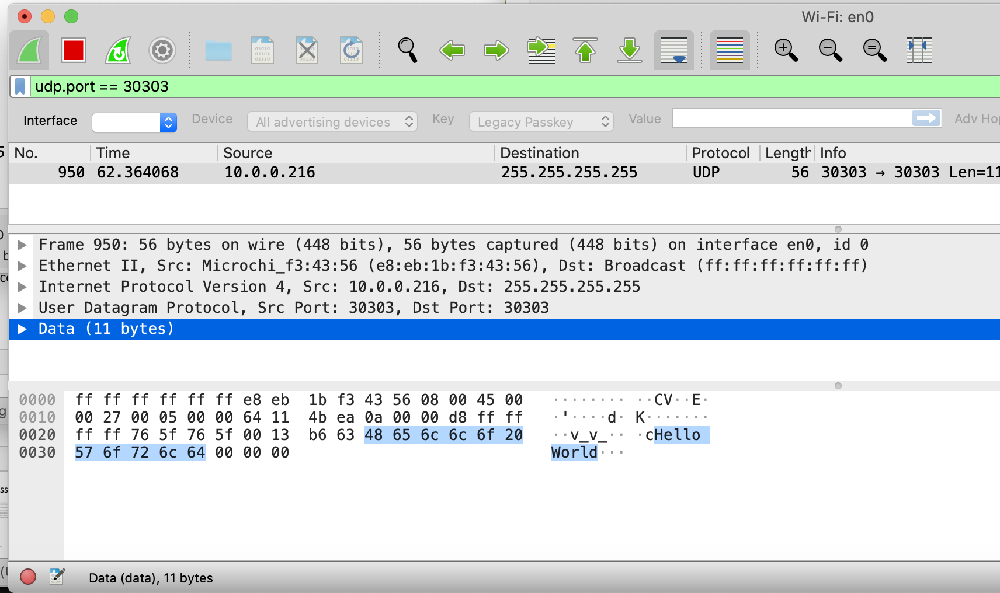 Wi-Fi: en0
udp.port == 30303
Interface Device All advertising devices Key Legacy Passkey Value Adv Hop
No. Time Source Destination Protocol Length Info
950 62.364068 10.0.0.216 255.255.255.255 UDP 56 30303 → 30303 Len=11
Frame 950: 56 bytes on wire (448 bits), 56 bytes captured (448 bits) on interface en0, id 0
Ethernet II, Src: Microchi_f3:43:56 (e8:eb:1b:f3:43:56), Dst: Broadcast (ff:ff:ff:ff:ff:ff)
Internet Protocol Version 4, Src: 10.0.0.216, Dst: 255.255.255.255
User Datagram Protocol, Src Port: 30303, Dst Port: 30303
Data (11 bytes)
0000 ff ff ff ff ff ff e8 eb 1b f3 43 56 08 00 45 00 ········ ··CV··E·
0010 00 27 00 05 00 00 64 11 4b ea 0a 00 00 d8 ff ff ·'····d· K·······
0020 ff ff 76 5f 76 5f 00 13 b6 63 48 65 6c 6c 6f 20 ··v_v_·· ·cHello
0030 57 6f 72 6c 64 00 00 00 World···
Data (data), 11 bytes